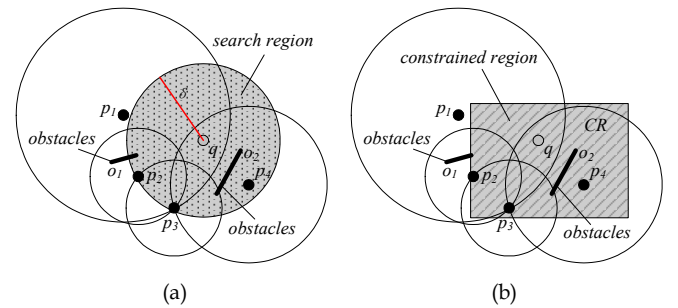 search region
δ
p1
obstacles
q
o2
o1
p2
p4
p3
obstacles
(a)
constrained region
p1
CR
obstacles
q
o2
o1
p2
p4
p3
obstacles
(b)